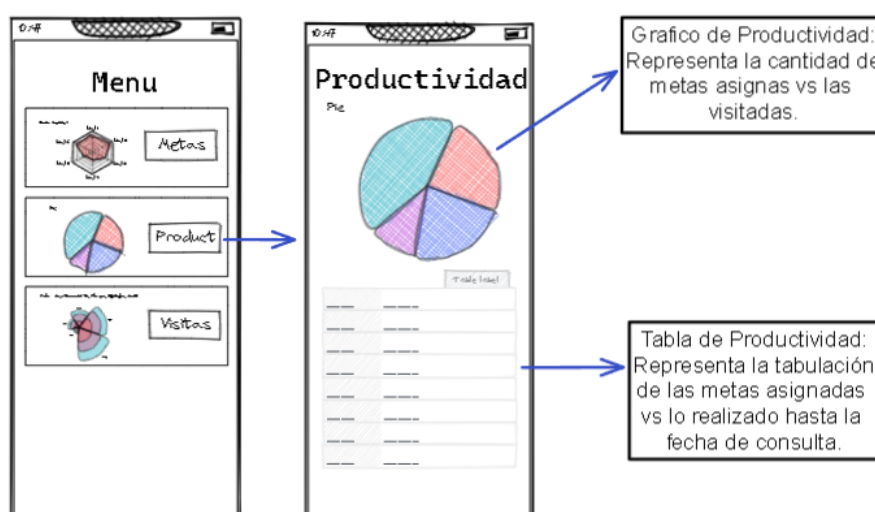 10:47
Menu
Metas
Product
Visitas
10:47
Productividad
Pie
Table label
Grafico de Productividad:
Representa la cantidad de
metas asignas vs las
visitadas.
Tabla de Productividad:
Representa la tabulación
de las metas asignadas
vs lo realizado hasta la
fecha de consulta.